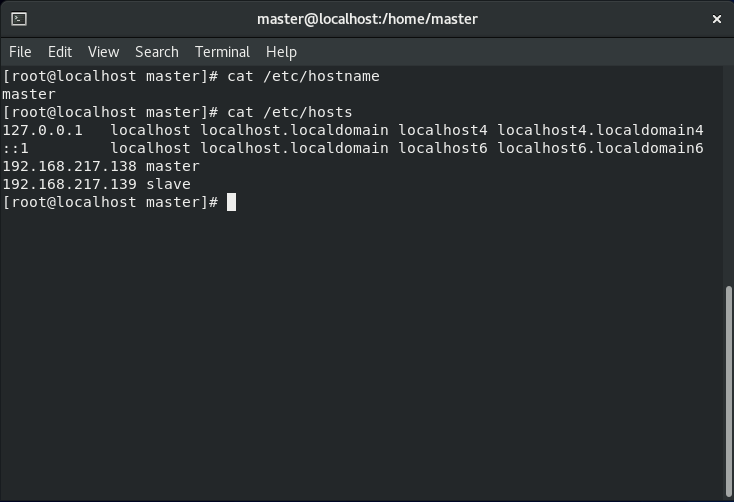 master@localhost:/home/master
File Edit View Search Terminal Help
[root@localhost master]# cat /etc/hostname
master
[root@localhost master]# cat /etc/hosts
127.0.0.1   localhost localhost.localdomain localhost4 localhost4.localdomain4
::1         localhost localhost.localdomain localhost6 localhost6.localdomain6
192.168.217.138 master
192.168.217.139 slave
[root@localhost master]#